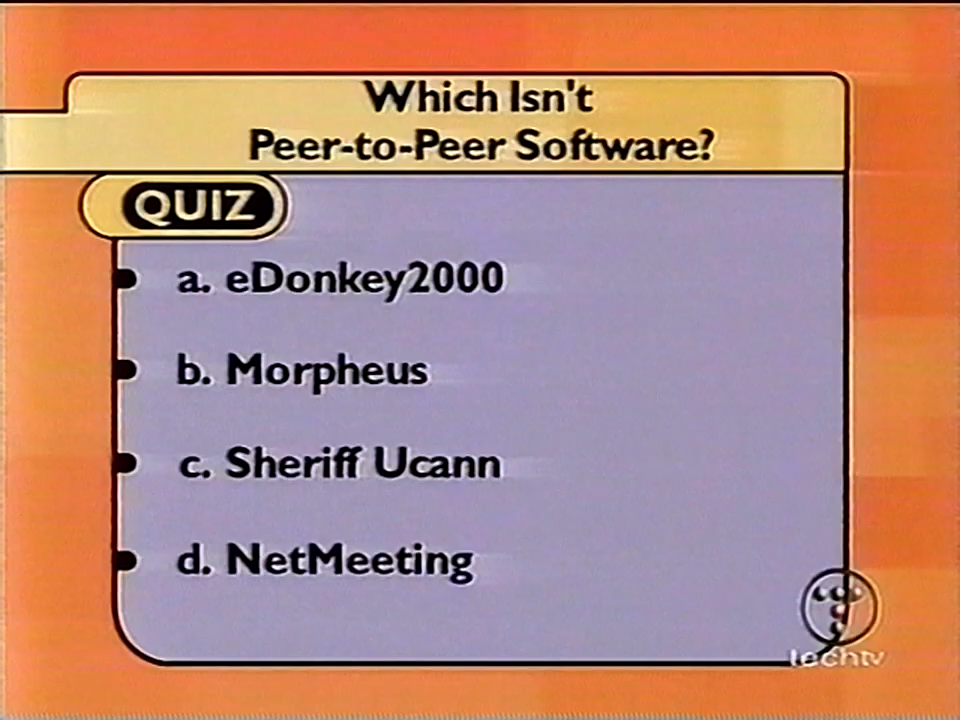 Which Isn't
Peer-to-Peer Software?
QUIZ
a. eDonkey2000
b. Morpheus
c. Sheriff Ucann
d. NetMeeting
techtv